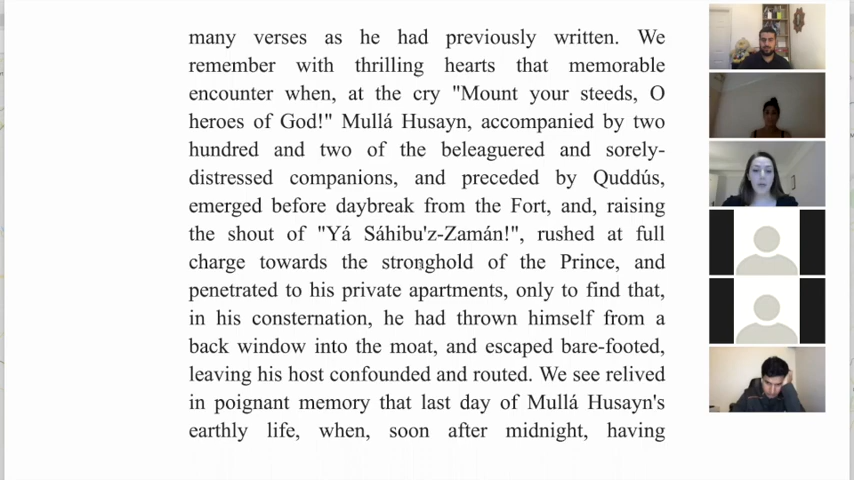 many verses as he had previously written. We
remember with thrilling hearts that memorable
encounter when, at the cry "Mount your steeds, O
heroes of God!" Mullá Husayn, accompanied by two
hundred and two of the beleaguered and sorely-
distressed companions, and preceded by Quddús,
emerged before daybreak from the Fort, and, raising
the shout of "Yá Sáhibu'z-Zamán!", rushed at full
charge towards the stronghold of the Prince, and
penetrated to his private apartments, only to find that,
in his consternation, he had thrown himself from a
back window into the moat, and escaped bare-footed,
leaving his host confounded and routed. We see relived
in poignant memory that last day of Mullá Husayn's
earthly life, when, soon after midnight, having